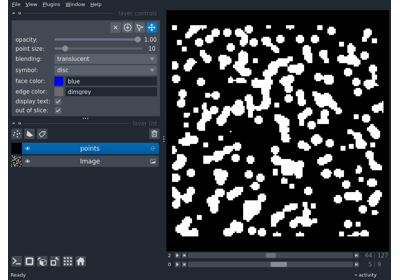 File View Plugins Window Help
layer controls
opacity: 1.00
point size: 10
blending: translucent
symbol: disc
face color: blue
edge color: dimgrey
display text:
out of slice:
layer list
points
Image
2 64 127
0 5 9
Ready activity